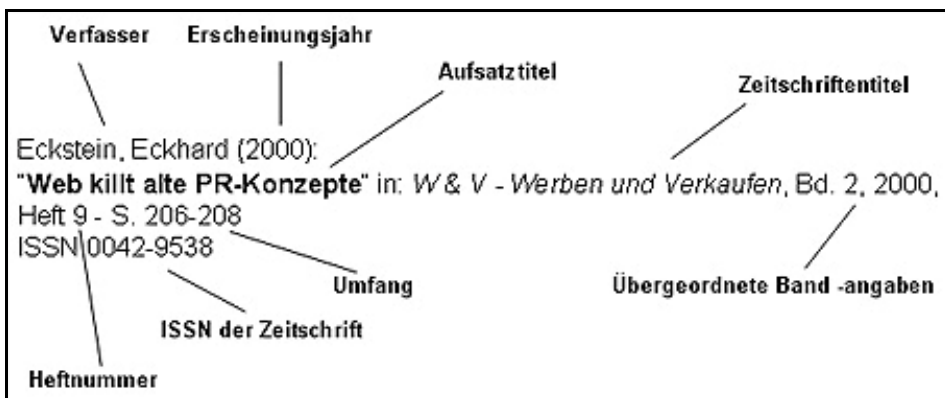 Verfasser Erscheinungsjahr
Aufsatztitel
Zeitschriftentitel
Eckstein, Eckhard (2000):
"Web killt alte PR-Konzepte" in: W & V - Werben und Verkaufen, Bd. 2, 2000,
Heft 9 - S. 206-208
ISSN 0042-9538
Umfang
Übergeordnete Band -angaben
ISSN der Zeitschrift
Heftnummer